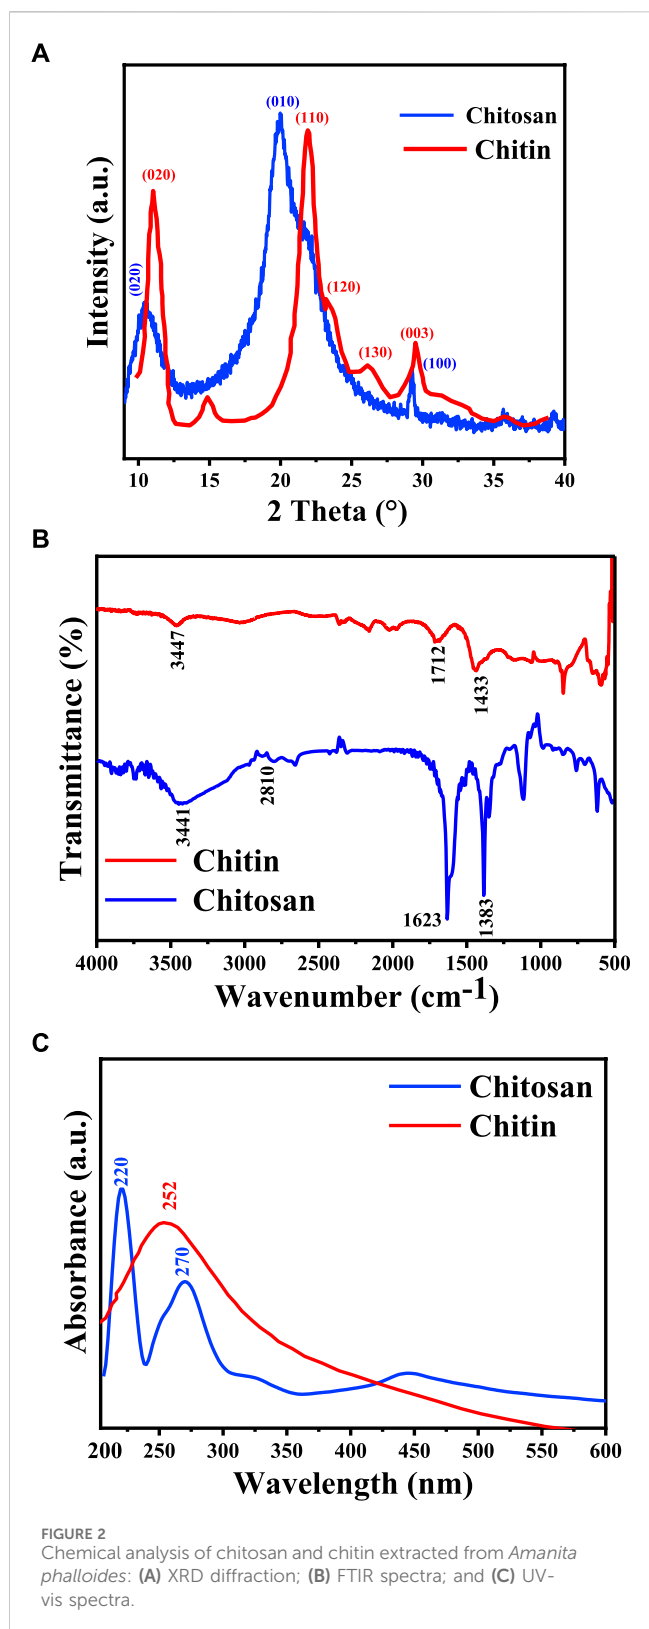 A
(010)
(110)
Chitosan
Chitin
(020)
(020)
(120)
(130)
(003)
(100)
Intensity (a.u.)
10 15 20 25 30 35 40
2 Theta (°)
B
3447
1712
1433
2810
3441
Chitin
Chitosan
1623
1383
Transmittance (%)
4000 3500 3000 2500 2000 1500 1000 500
Wavenumber (cm-1)
C
Chitosan
Chitin
220
252
270
Absorbance (a.u.)
200 250 300 350 400 450 500 550 600
Wavelength (nm)
FIGURE 2
Chemical analysis of chitosan and chitin extracted from Amanita
phalloides: (A) XRD diffraction; (B) FTIR spectra; and (C) UV-
vis spectra.